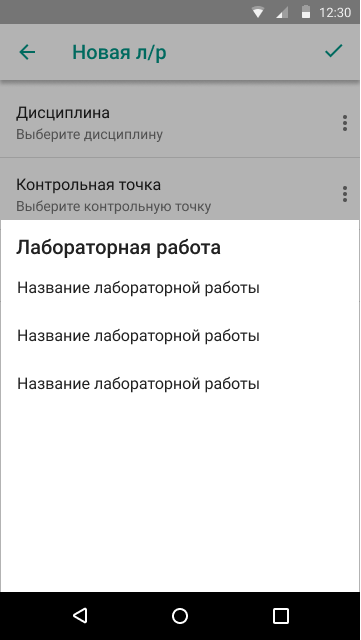 12:30
Новая л/р
Дисциплина
Выберите дисциплину
Контрольная точка
Выберите контрольную точку
Лабораторная работа
Название лабораторной работы
Название лабораторной работы
Название лабораторной работы